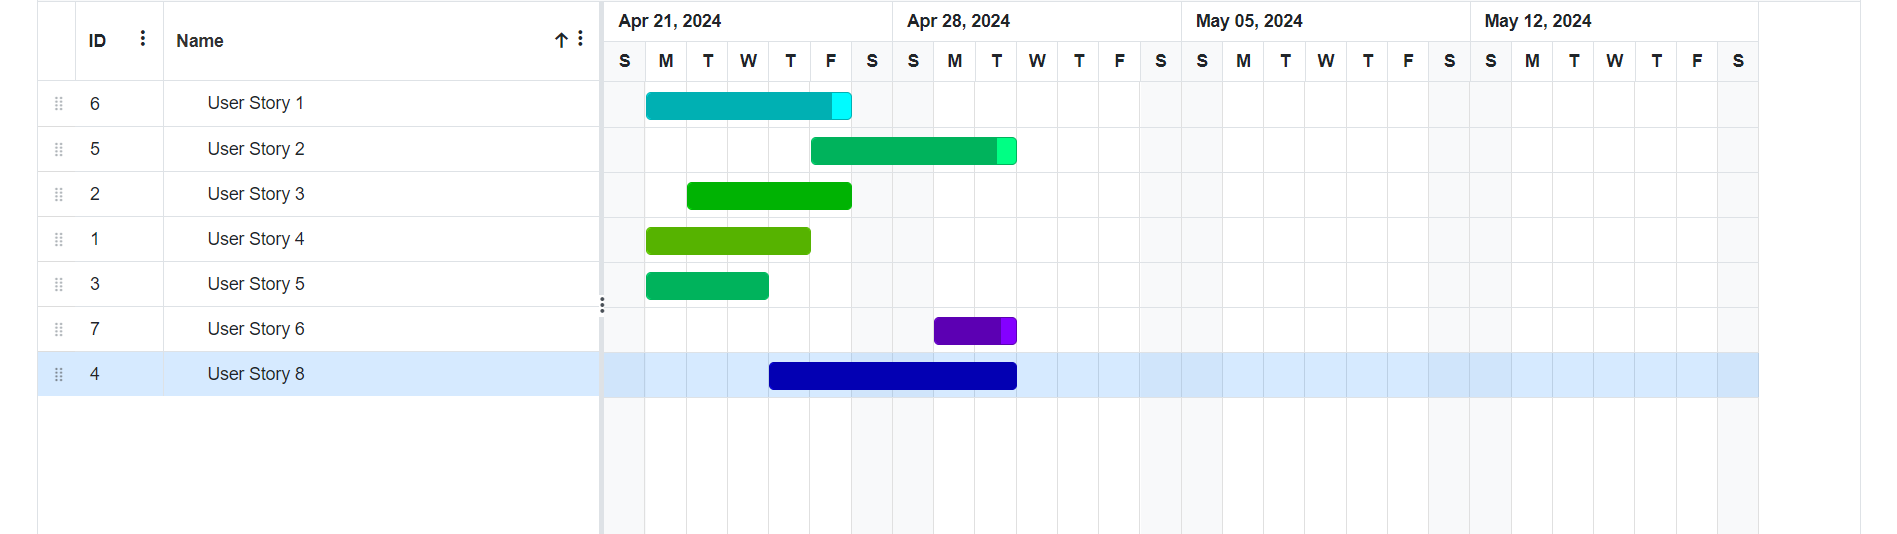 Apr 21, 2024 Apr 28, 2024 May 05, 2024 May 12, 2024
ID Name
S M T W T F S S M T W T F S S M T W T F S S M T W T F S
6 User Story 1
5 User Story 2
2 User Story 3
1 User Story 4
3 User Story 5
7 User Story 6
4 User Story 8